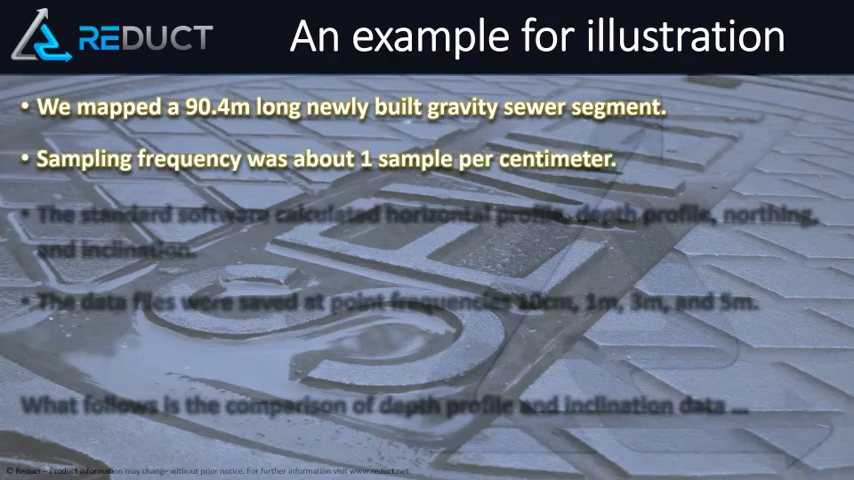 REDUCT
An example for illustration
• We mapped a 90.4m long newly built gravity sewer segment.
• Sampling frequency was about 1 sample per centimeter.
• The standard software calculated horizontal profile, depth profile, northing,
and inclination.
• The data files were saved at point frequencies 10cm, 1m, 3m, and 5m.
SEWE
What follows is the comparison of depth profile and inclination data ...
© Reduct – Product information may change without prior notice. For further information visit www.reduct.net